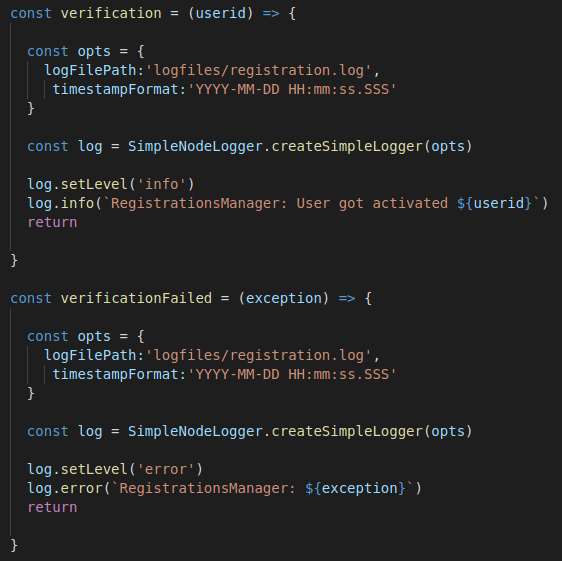 const verification = (userid) => {
const opts = {
logFilePath:'logfiles/registration.log',
timestampFormat:'YYYY-MM-DD HH:mm:ss.SSS'
}
const log = SimpleNodeLogger.createSimpleLogger(opts)
log.setLevel('info')
log.info(`RegistrationsManager: User got activated ${userid}`)
return
}
const verificationFailed = (exception) => {
const opts = {
logFilePath:'logfiles/registration.log',
timestampFormat:'YYYY-MM-DD HH:mm:ss.SSS'
}
const log = SimpleNodeLogger.createSimpleLogger(opts)
log.setLevel('error')
log.error(`RegistrationsManager: ${exception}`)
return
}